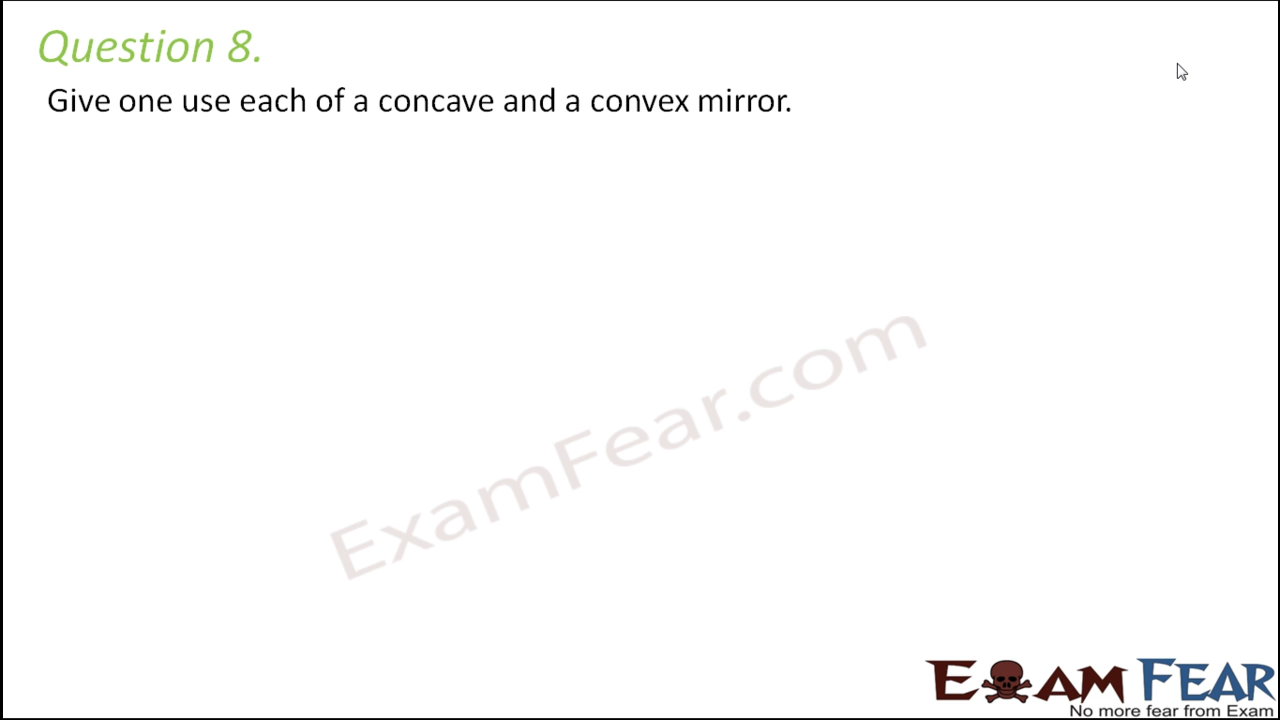 Question 8.
Give one use each of a concave and a convex mirror.
ExamFear.com
EXAM FEAR
No more fear from Exam